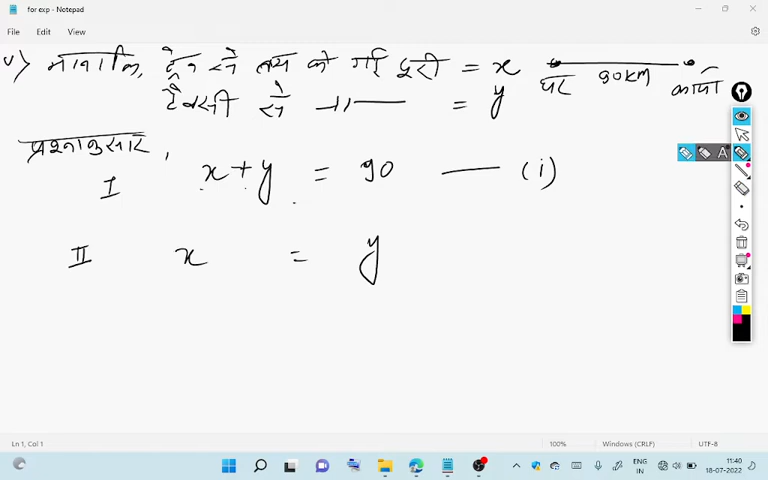 for exp - Notepad
File Edit View
v) माना कि, ट्रेन से तय की गई दूरी = x घर 90KM कार्या
टैक्सी से —॥— = y
प्रश्नानुसार,
I x + y = 90 —— (i)
II x = y
Ln 1, Col 1 100% Windows (CRLF) UTF-8
ENG IN 11:40 18-07-2022